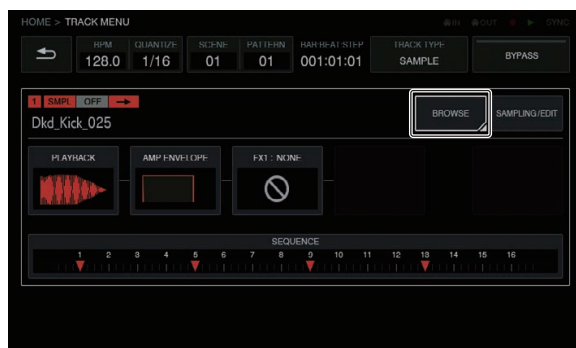 HOME > TRACK MENU
IN OUT SYNC
BPM QUANTIZE SCENE PATTERN BAR:BEAT:STEP TRACK TYPE
128.0 1/16 01 01 001:01:01 SAMPLE BYPASS
1 SMPL OFF
Dkd_Kick_025
BROWSE SAMPLING/EDIT
PLAYBACK AMP ENVELOPE FX1 : NONE
SEQUENCE
1 2 3 4 5 6 7 8 9 10 11 12 13 14 15 16